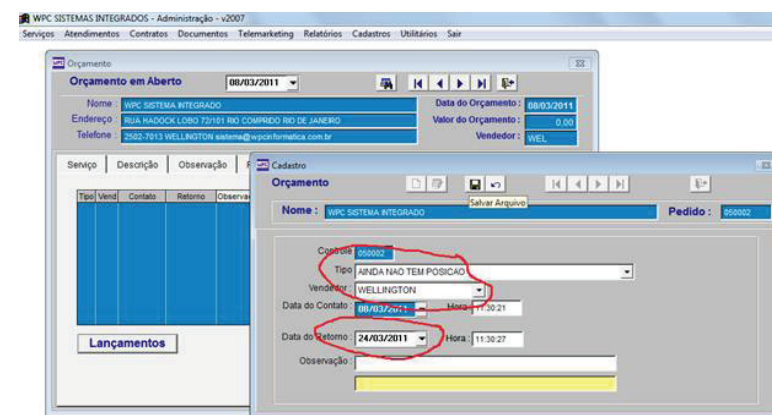 WPC SISTEMAS INTEGRADOS - Administração - v2007
Serviços Atendimentos Contratos Documentos Telemarketing Relatórios Cadastros Utilitários Sair
Orçamento
Orçamento em Aberto 08/03/2011
Nome : WPC SISTEMA INTEGRADO Data do Orçamento : 08/03/2011
Endereço : RUA HADOCK LOBO 72/101 RIO COMPRIDO RIO DE JANEIRO Valor do Orçamento : 0,00
Telefone : 2502-7013 WELLINGTON sistema@wpcinformatica.com.br Vendedor : WEL
Serviço Descrição Observação
Tipo Vend Contato Retorno Observa
Lançamentos
Cadastro
Orçamento
Salvar Arquivo
Nome : WPC SISTEMA INTEGRADO Pedido : 050002
Controle 050002
Tipo AINDA NAO TEM POSICAO
Vendedor : WELLINGTON
Data do Contato : 08/03/2011 Hora 11:30:21
Data do Retorno : 24/03/2011 Hora : 11:30:27
Observação :